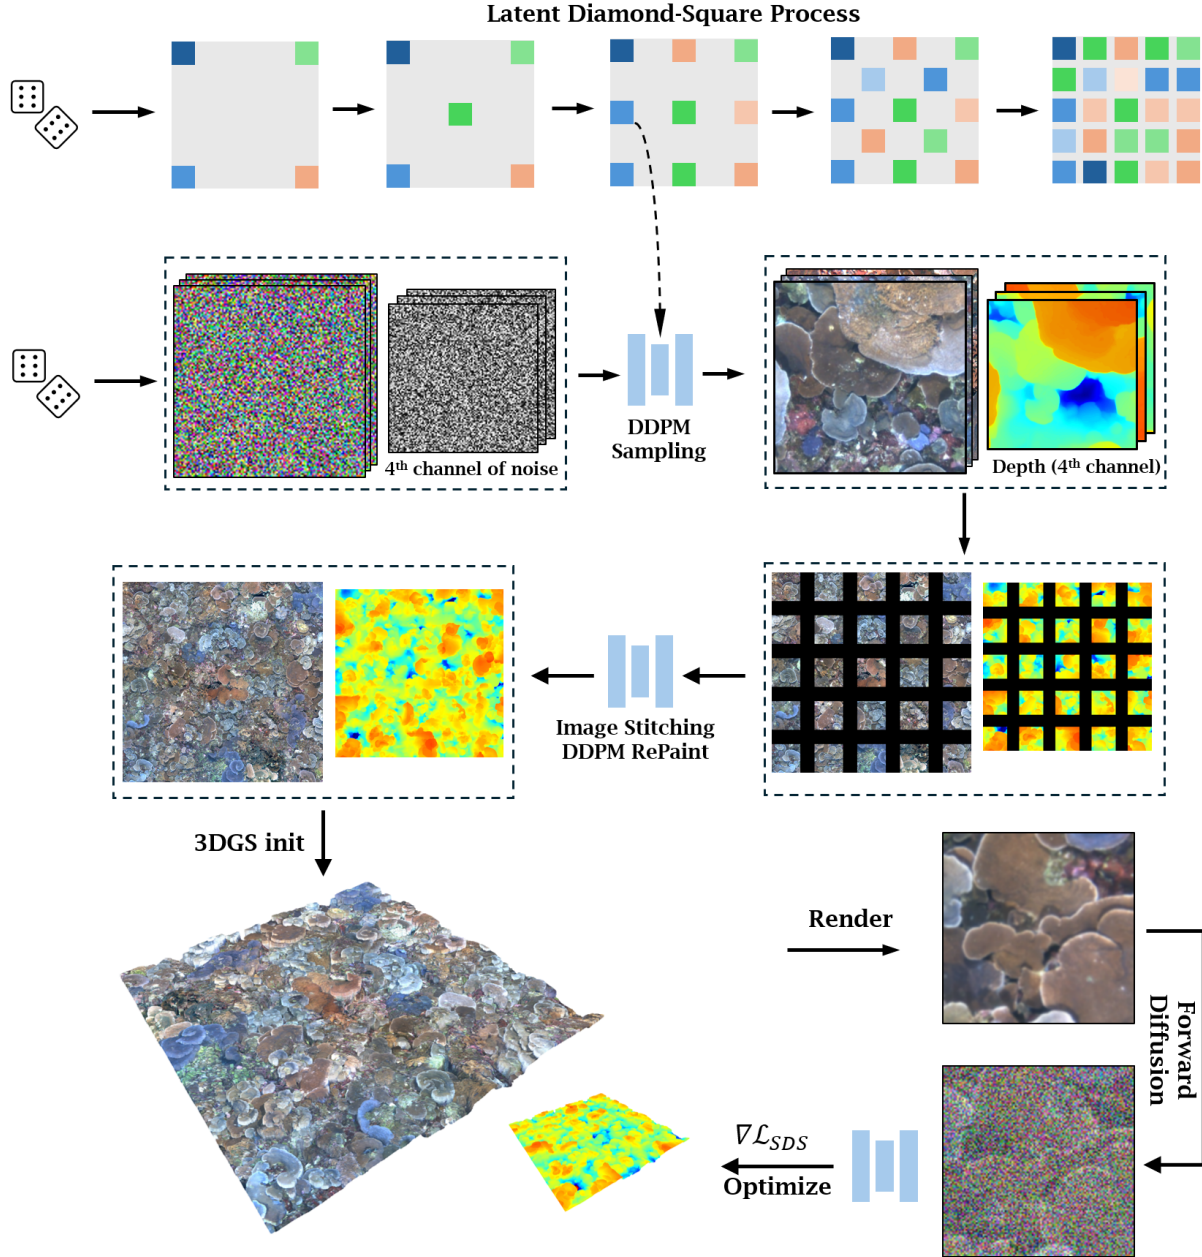 Latent Diamond-Square Process
4th channel of noise
DDPM
Sampling
Depth (4th channel)
Image Stitching
DDPM RePaint
3DGS init
Render
Forward
Diffusion
∇ℒSDS
Optimize